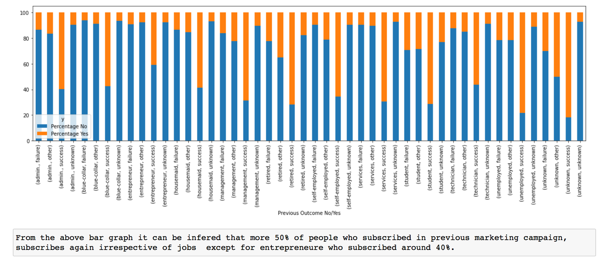 100
80
60
40
20
0
y
Percentage No
Percentage Yes
(admin., failure)
(admin., other)
(admin., success)
(admin., unknown)
(blue-collar, failure)
(blue-collar, other)
(blue-collar, success)
(blue-collar, unknown)
(entrepreneur, failure)
(entrepreneur, other)
(entrepreneur, success)
(entrepreneur, unknown)
(housemaid, failure)
(housemaid, other)
(housemaid, success)
(housemaid, unknown)
(management, failure)
(management, other)
(management, success)
(management, unknown)
(retired, failure)
(retired, other)
(retired, success)
(retired, unknown)
(self-employed, failure)
(self-employed, other)
(self-employed, success)
(self-employed, unknown)
(services, failure)
(services, other)
(services, success)
(services, unknown)
(student, failure)
(student, other)
(student, success)
(student, unknown)
(technician, failure)
(technician, other)
(technician, success)
(technician, unknown)
(unemployed, failure)
(unemployed, other)
(unemployed, success)
(unemployed, unknown)
(unknown, failure)
(unknown, other)
(unknown, success)
(unknown, unknown)
Previous Outcome No/Yes
From the above bar graph it can be infered that more 50% of people who subscribed in previous marketing campaign,
subscribes again irrespective of jobs except for entrepreneure who subscribed around 40%.